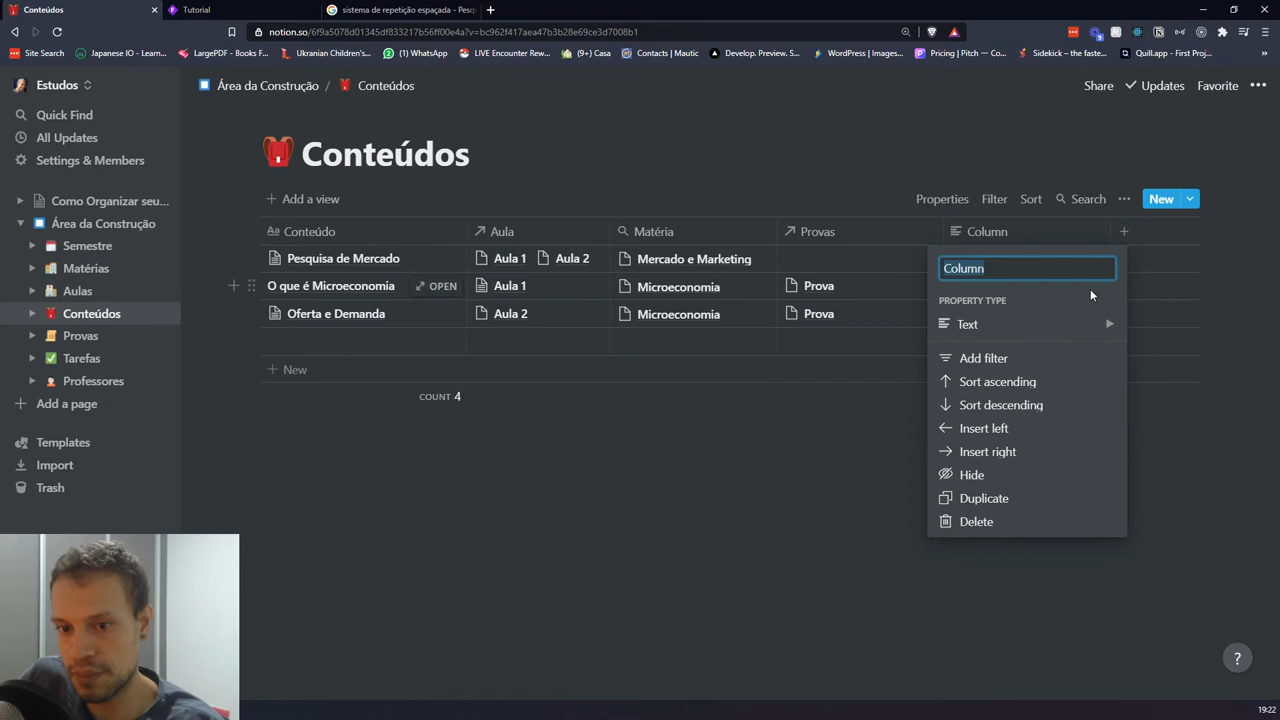 Conteúdos
Tutorial
sistema de repetição espaçada - Pesq
notion.so/6f9a5078d01345df833217b56ff00e4a?v=bc962f417aea47b3b28e69ce3d7008b1
Site Search
Japanese IO - Learn...
LargePDF - Books F...
Ukranian Children's...
(1) WhatsApp
LIVE Encounter Rew...
(9+) Casa
Contacts | Mautic
Develop. Preview. S...
WordPress | Images...
Pricing | Pitch — Co...
Sidekick – the faste...
Quill.app - First Proj...
Estudos
Área da Construção / Conteúdos
Share
Updates
Favorite
Quick Find
All Updates
Settings & Members
Como Organizar seu...
Área da Construção
Semestre
Matérias
Aulas
Conteúdos
Provas
Tarefas
Professores
Add a page
Templates
Import
Trash
Conteúdos
Add a view
Properties
Filter
Sort
Search
New
Aa Conteúdo
Aula
Matéria
Provas
Column
Pesquisa de Mercado
Aula 1
Aula 2
Mercado e Marketing
O que é Microeconomia
OPEN
Aula 1
Microeconomia
Prova
Oferta e Demanda
Aula 2
Microeconomia
Prova
New
COUNT 4
Column
PROPERTY TYPE
Text
Add filter
Sort ascending
Sort descending
Insert left
Insert right
Hide
Duplicate
Delete
?
19:22